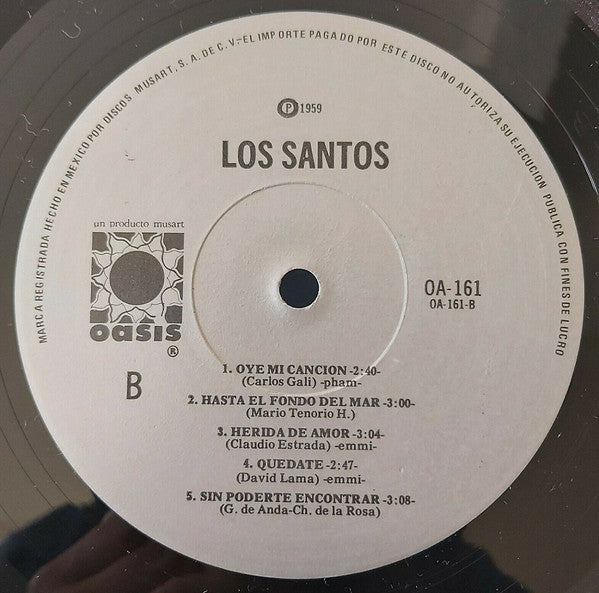 MARCA REGISTRADA HECHO EN MEXICO POR DISCOS MUSART, S. A. DE C. V.-EL IMPORTE PAGADO POR ESTE DISCO NO AUTORIZA SU EJECUCION PUBLICA CON FINES DE LUCRO
Ⓟ1959
LOS SANTOS
un producto musart
oasis®
OA-161
OA-161-B
B
1. OYE MI CANCION -2:40-
(Carlos Gali) -pham-
2. HASTA EL FONDO DEL MAR -3:00-
(Mario Tenorio H.)
3. HERIDA DE AMOR -3:04-
(Claudio Estrada) -emmi-
4. QUEDATE -2:47-
(David Lama) -emmi-
5. SIN PODERTE ENCONTRAR -3:08-
(G. de Anda-Ch. de la Rosa)